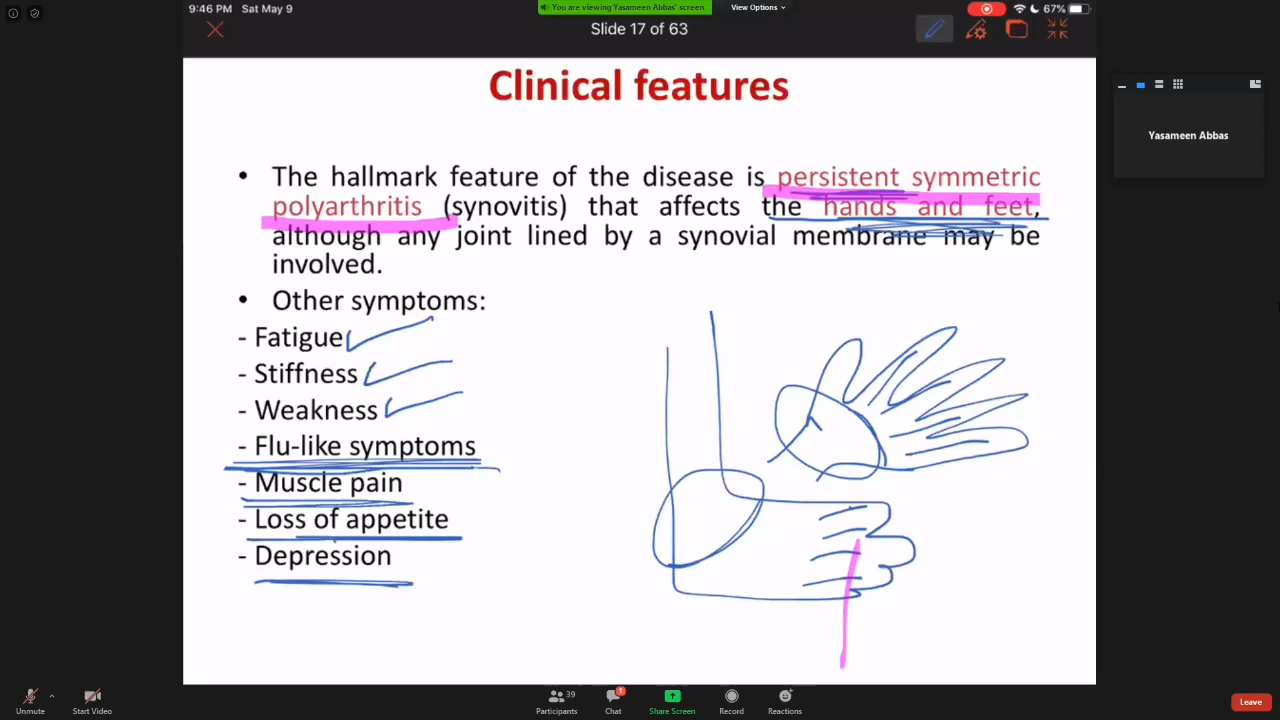 9:46 PM Sat May 9
You are viewing Yasameen Abbas' screen
View Options
67%
Slide 17 of 63
Clinical features
• The hallmark feature of the disease is persistent symmetric
polyarthritis (synovitis) that affects the hands and feet,
although any joint lined by a synovial membrane may be
involved.
• Other symptoms:
- Fatigue
- Stiffness
- Weakness
- Flu-like symptoms
- Muscle pain
- Loss of appetite
- Depression
Yasameen Abbas
Unmute
Start Video
39
Participants
1
Chat
Share Screen
Record
Reactions
Leave